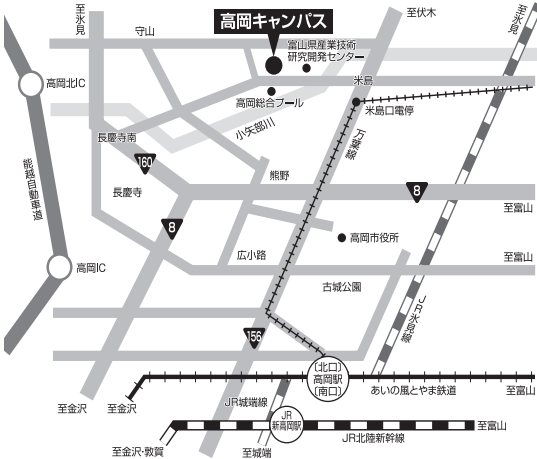 高岡キャンパス
至氷見
守山
至伏木
至氷見
富山県産業技術
研究開発センター
高岡北IC
米島
高岡総合プール
米島口電停
小矢部川
万葉線
長慶寺南
160
能越自動車道
長慶寺
熊野
8
8
至富山
高岡市役所
広小路
至富山
高岡IC
古城公園
JR氷見線
156
〔北口〕
高岡駅
〔南口〕
あいの風とやま鉄道
至富山
至金沢
至金沢
JR城端線
JR
新高岡駅
至富山
JR北陸新幹線
至金沢・敦賀
至城端